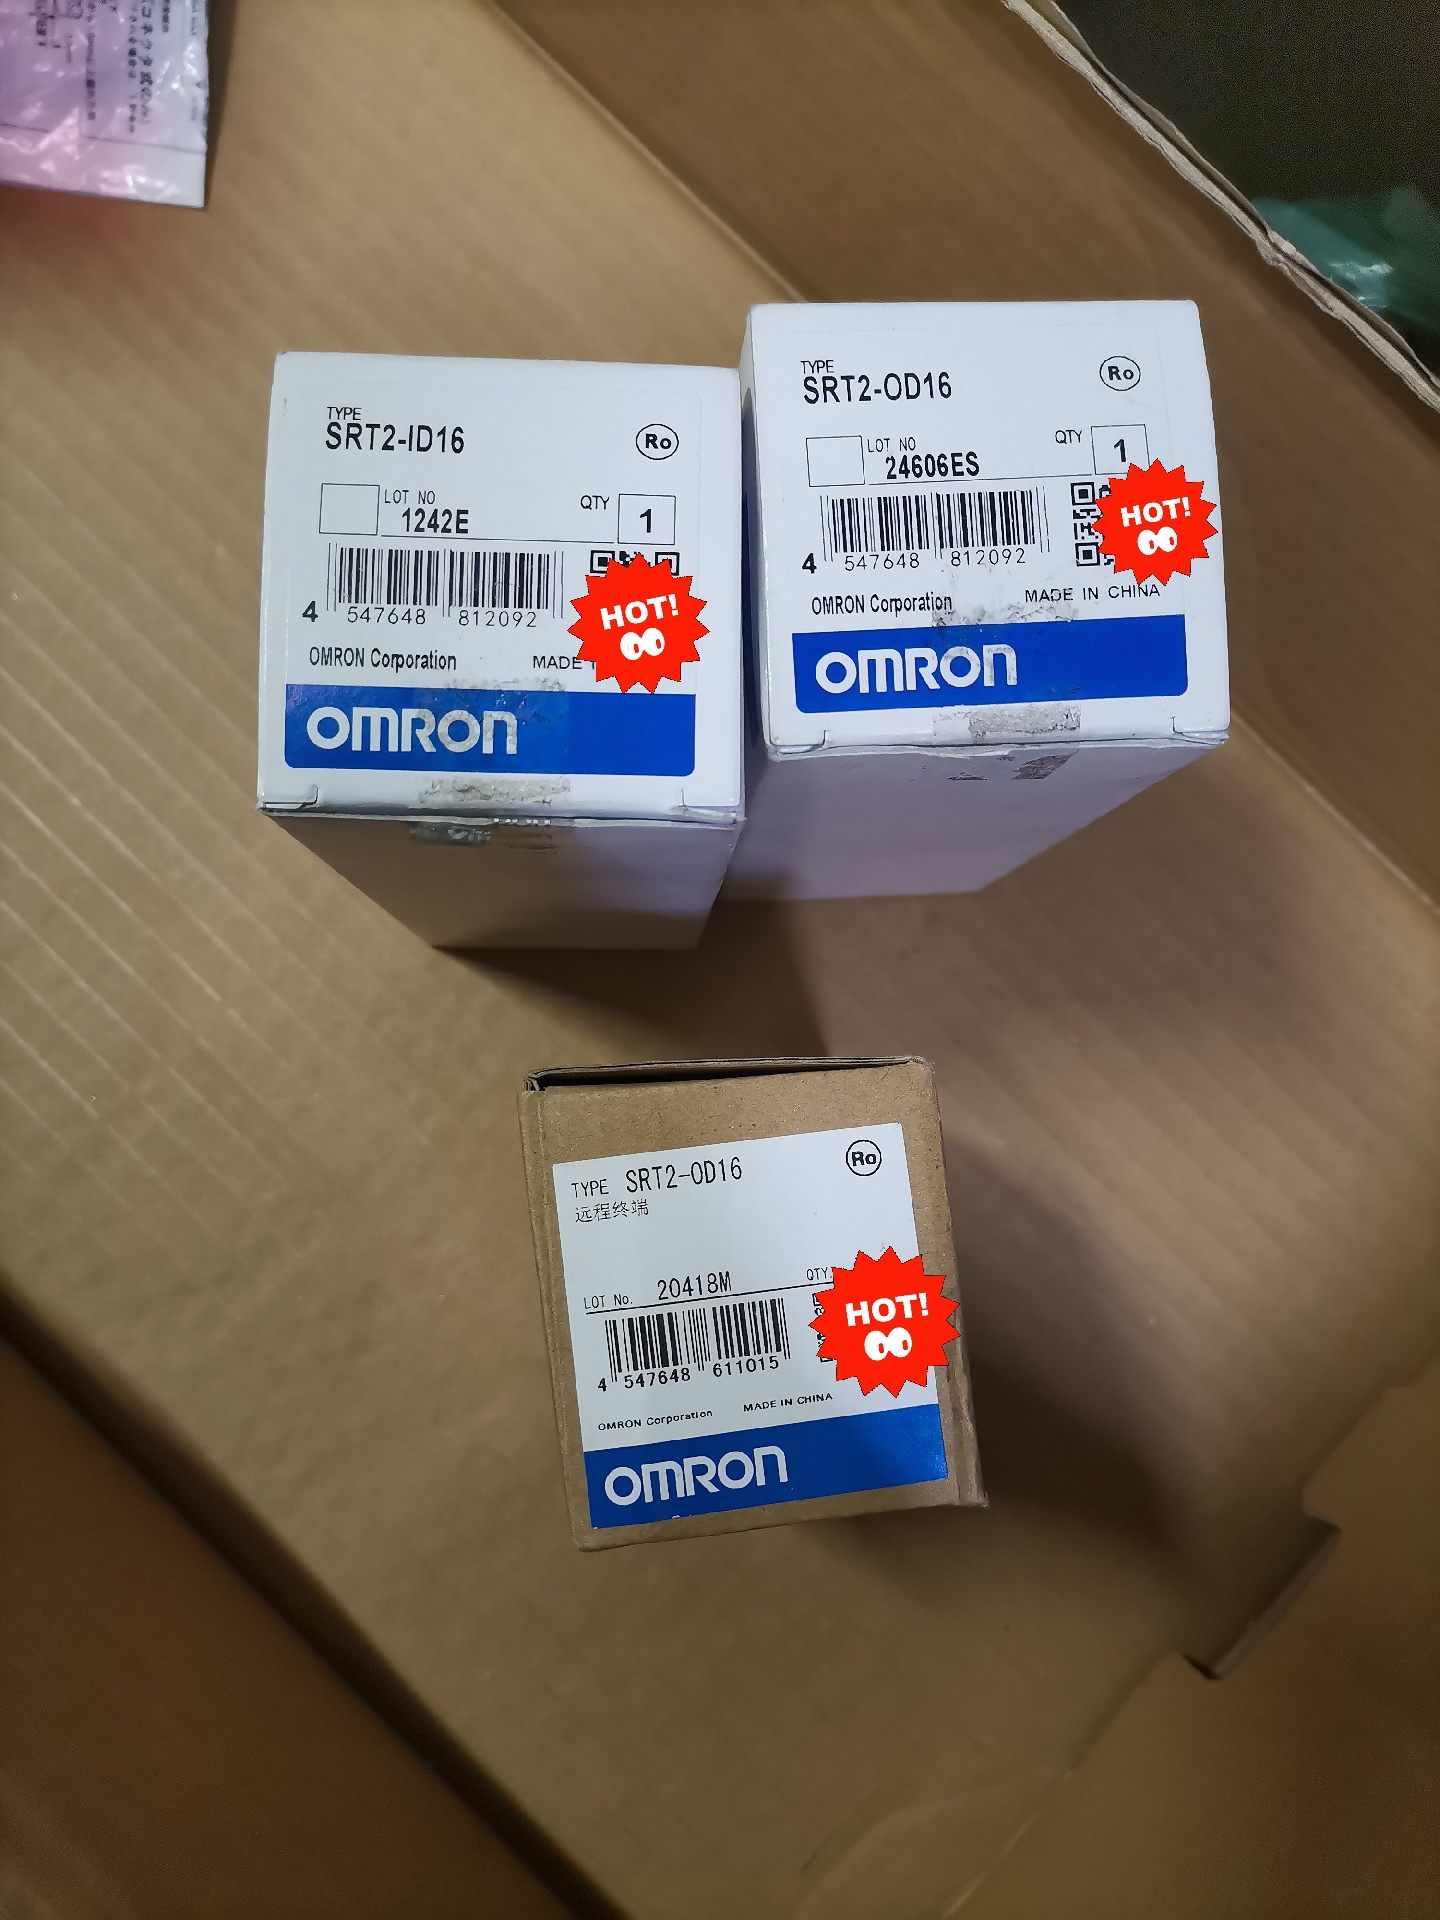 TYPE
SRT2-ID16
Ro
LOT NO
1242E
QTY
1
4 547648 812092
HOT!
OMRON Corporation MADE
OMRON
TYPE
SRT2-OD16
Ro
LOT NO
24606ES
QTY
1
4 547648 812092
HOT!
OMRON Corporation MADE IN CHINA
OMRON
TYPE SRT2-OD16
Ro
远程终端
LOT No. 20418M
QTY.
4 547648 611015
HOT!
OMRON Corporation MADE IN CHINA
OMRON